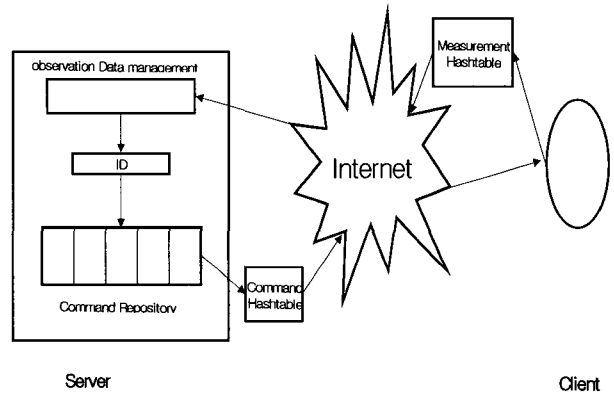 observation Data management
ID
Command Repository
Command
Hashtable
Internet
Measurement
Hashtable
Server
Client